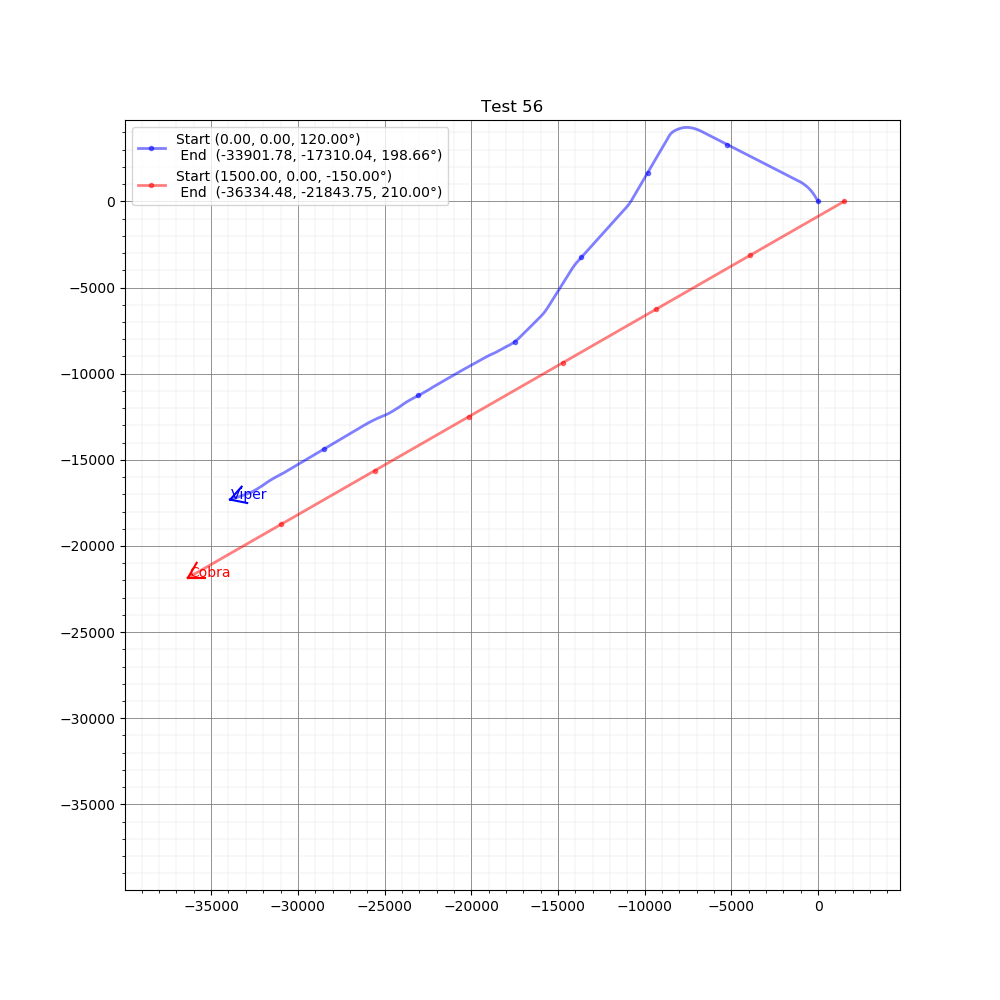 Test 56
Start (0.00, 0.00, 120.00°)
End (-33901.78, -17310.04, 198.66°)
Start (1500.00, 0.00, -150.00°)
End (-36334.48, -21843.75, 210.00°)
0
−5000
−10000
−15000
−20000
−25000
−30000
−35000
Viper
Cobra
−35000 −30000 −25000 −20000 −15000 −10000 −5000 0